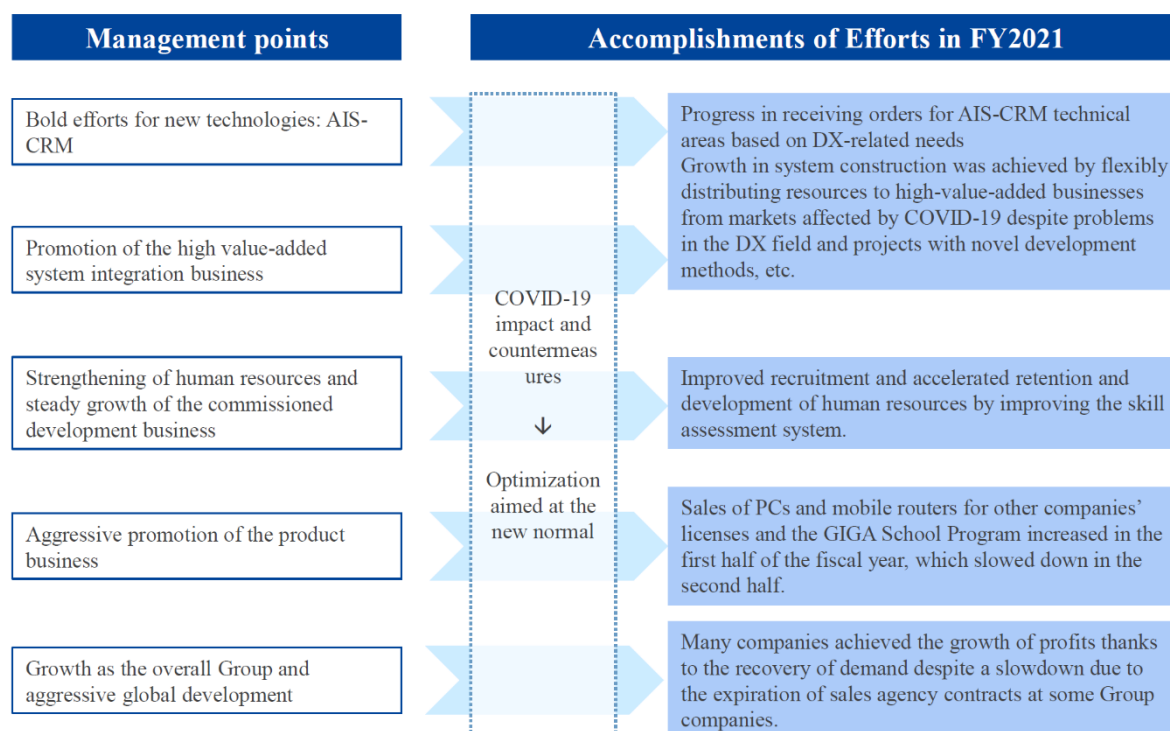 Management points
Accomplishments of Efforts in FY2021
Bold efforts for new technologies: AIS-
CRM
Promotion of the high value-added
system integration business
Strengthening of human resources and
steady growth of the commissioned
development business
Aggressive promotion of the product
business
Growth as the overall Group and
aggressive global development
COVID-19
impact and
countermeas
ures
↓
Optimization
aimed at the
new normal
Progress in receiving orders for AIS-CRM technical
areas based on DX-related needs
Growth in system construction was achieved by flexibly
distributing resources to high-value-added businesses
from markets affected by COVID-19 despite problems
in the DX field and projects with novel development
methods, etc.
Improved recruitment and accelerated retention and
development of human resources by improving the skill
assessment system.
Sales of PCs and mobile routers for other companies’
licenses and the GIGA School Program increased in the
first half of the fiscal year, which slowed down in the
second half.
Many companies achieved the growth of profits thanks
to the recovery of demand despite a slowdown due to
the expiration of sales agency contracts at some Group
companies.